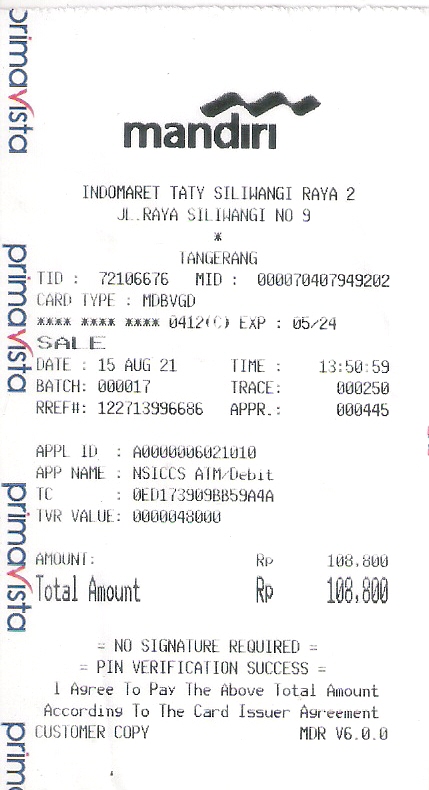 mandiri
INDOMARET TATY SILIWANGI RAYA 2
JL.RAYA SILIWANGI NO 9
*
TANGERANG
TID : 72106676 MID : 000070407949202
CARD TYPE : MDBVGD
**** **** **** 0412(C) EXP : 05/24
SALE
DATE : 15 AUG 21 TIME : 13:50:59
BATCH: 000017 TRACE: 000250
RREF#: 122713996686 APPR.: 000445
APPL ID : A0000006021010
APP NAME : NSICCS ATM/Debit
TC : 0ED173909BB59A4A
TVR VALUE: 0000048000
AMOUNT: Rp 108,800
Total Amount Rp 108,800
= NO SIGNATURE REQUIRED =
= PIN VERIFICATION SUCCESS =
I Agree To Pay The Above Total Amount
According To The Card Issuer Agreement
CUSTOMER COPY MDR V6.0.0
primavista
primavista
primavista
prima